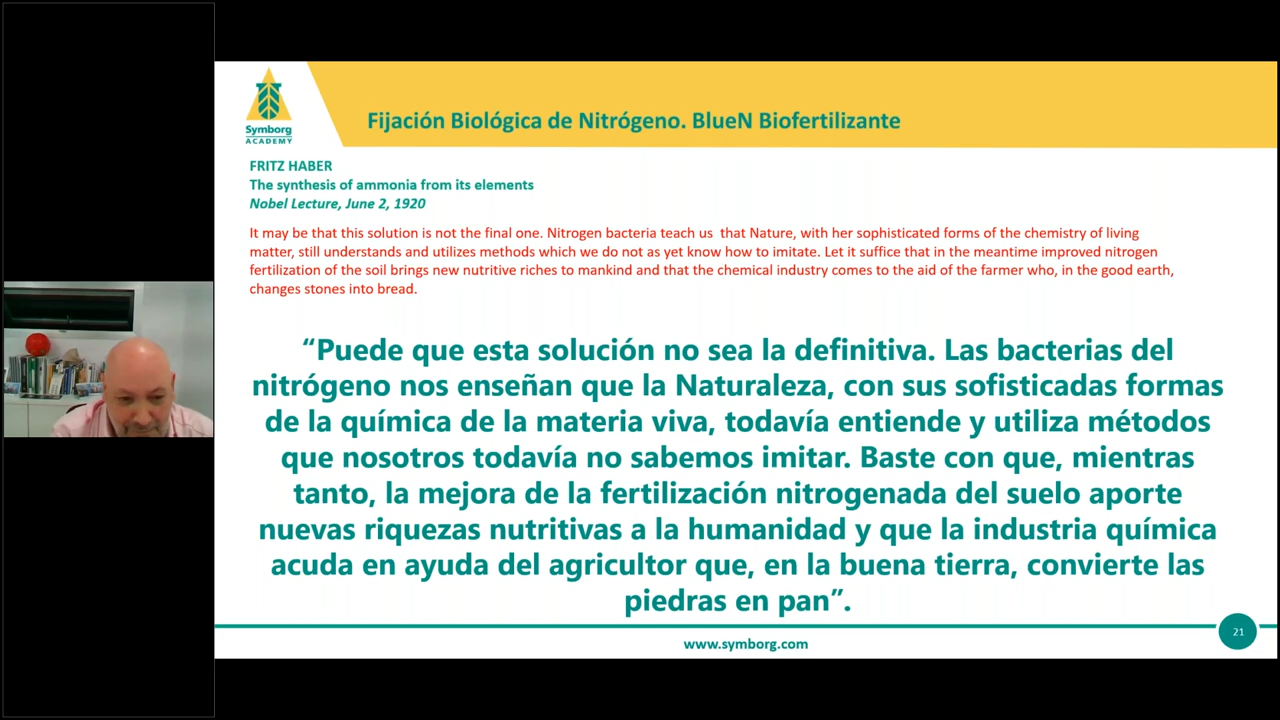 Symborg
ACADEMY
Fijación Biológica de Nitrógeno. BlueN Biofertilizante
FRITZ HABER
The synthesis of ammonia from its elements
Nobel Lecture, June 2, 1920
It may be that this solution is not the final one. Nitrogen bacteria teach us that Nature, with her sophisticated forms of the chemistry of living
matter, still understands and utilizes methods which we do not as yet know how to imitate. Let it suffice that in the meantime improved nitrogen
fertilization of the soil brings new nutritive riches to mankind and that the chemical industry comes to the aid of the farmer who, in the good earth,
changes stones into bread.
“Puede que esta solución no sea la definitiva. Las bacterias del
nitrógeno nos enseñan que la Naturaleza, con sus sofisticadas formas
de la química de la materia viva, todavía entiende y utiliza métodos
que nosotros todavía no sabemos imitar. Baste con que, mientras
tanto, la mejora de la fertilización nitrogenada del suelo aporte
nuevas riquezas nutritivas a la humanidad y que la industria química
acuda en ayuda del agricultor que, en la buena tierra, convierte las
piedras en pan”.
21
www.symborg.com